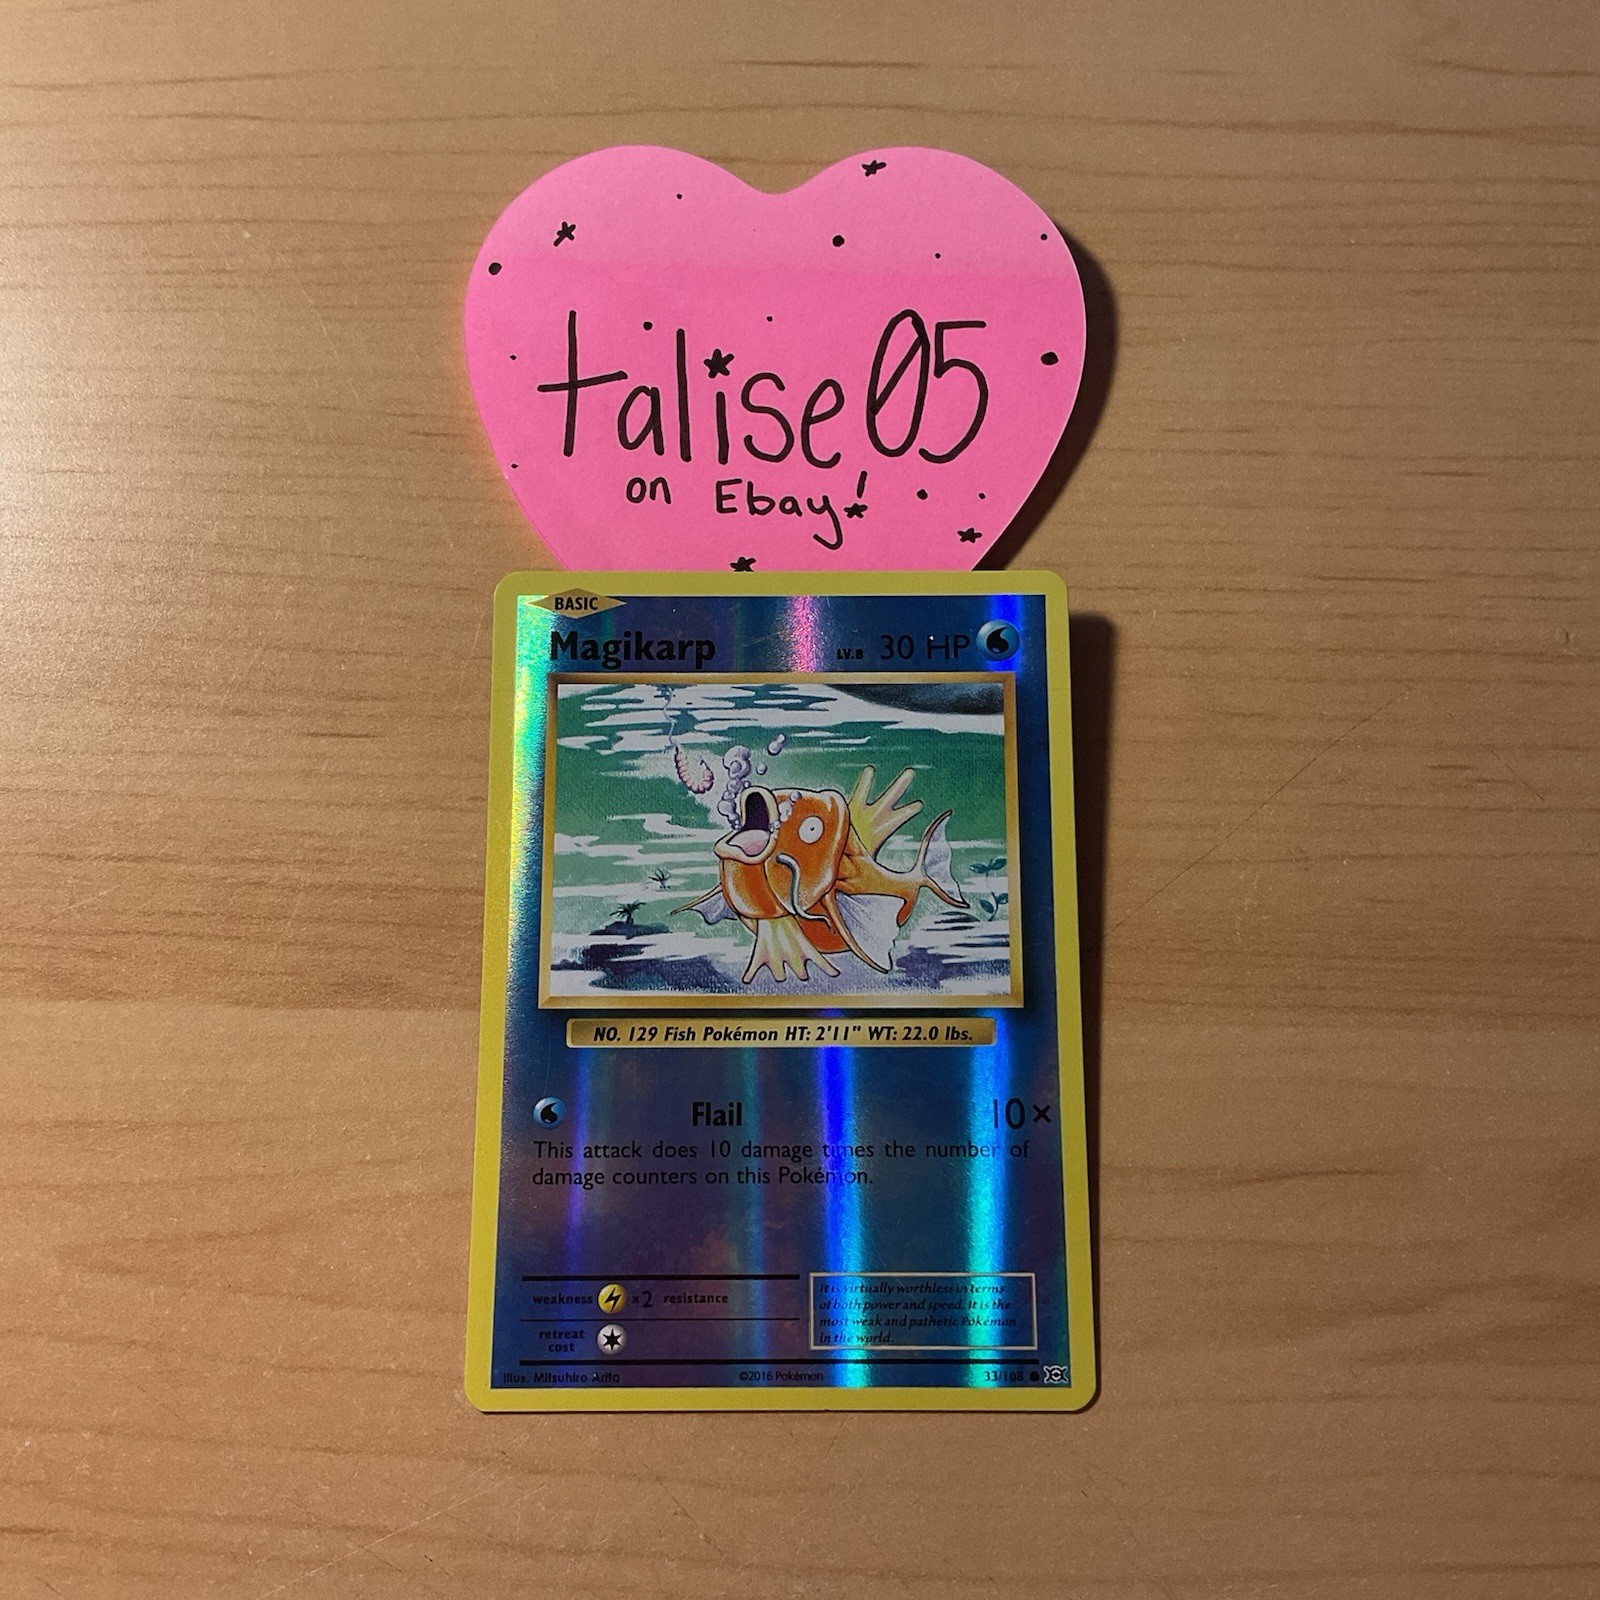 talise05
on Ebay!
BASIC
Magikarp LV.8 30 HP
NO. 129 Fish Pokémon HT: 2'11" WT: 22.0 lbs.
Flail 10×
This attack does 10 damage times the number of
damage counters on this Pokémon.
weakness ×2 resistance
retreat
cost
It is virtually worthless in terms
of both power and speed. It is the
most weak and pathetic Pokémon
in the world.
Illus. Mitsuhiro Arita ©2016 Pokémon 33/108